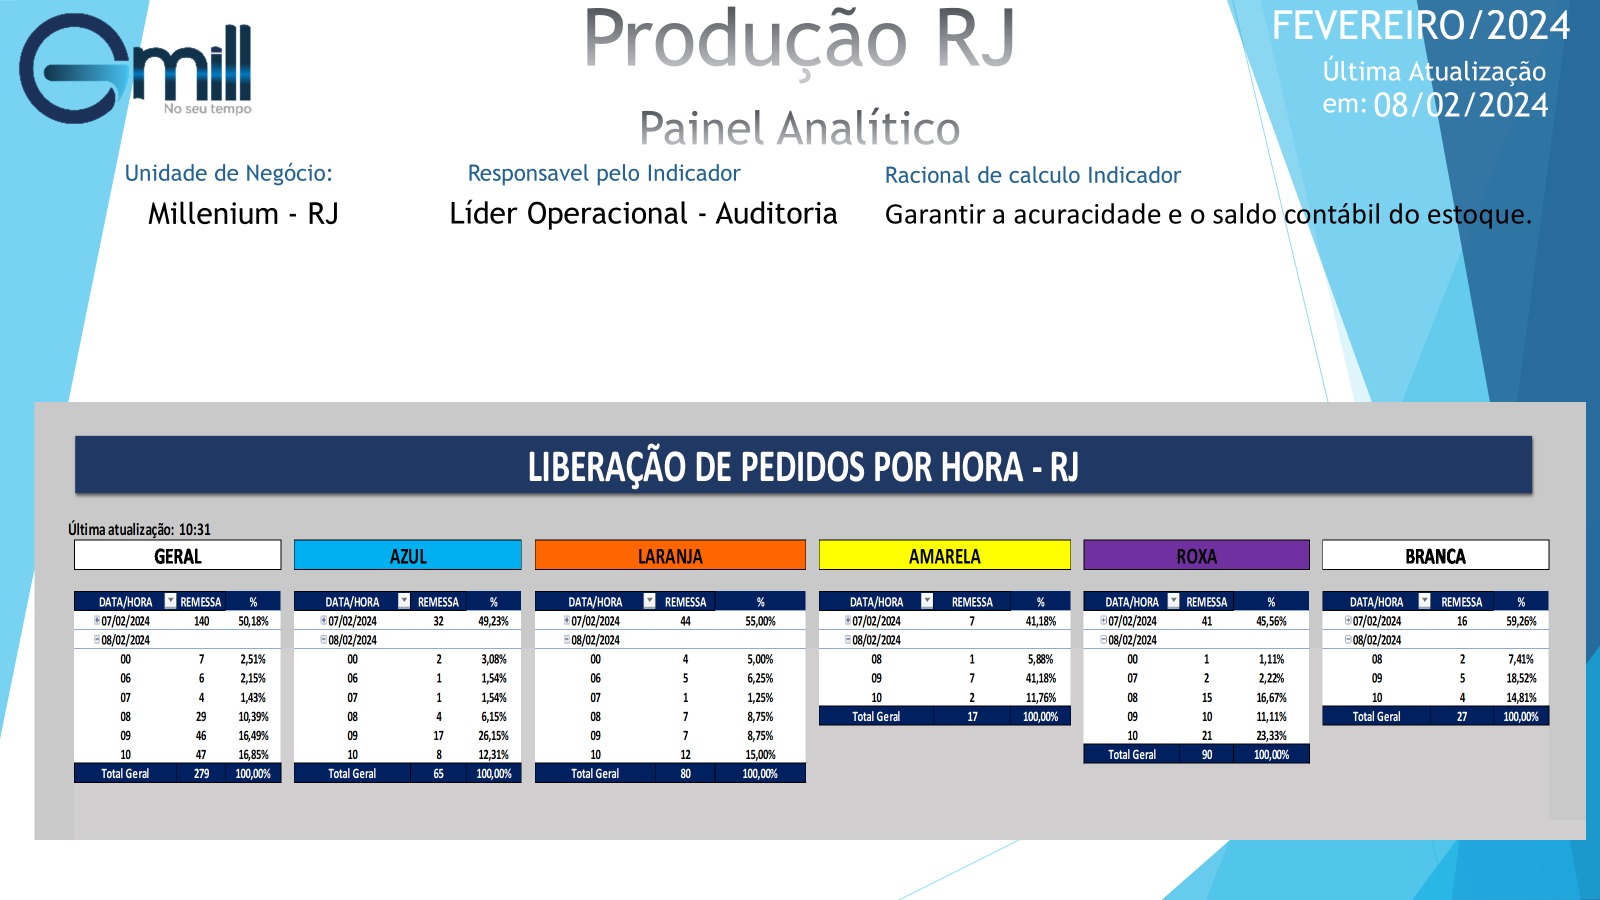 Gmill
No seu tempo
Produção RJ
Painel Analítico
FEVEREIRO/2024
Última Atualização
em: 08/02/2024
Unidade de Negócio:
Millenium - RJ
Responsavel pelo Indicador
Líder Operacional - Auditoria
Racional de calculo Indicador
Garantir a acuracidade e o saldo contábil do estoque.
LIBERAÇÃO DE PEDIDOS POR HORA - RJ
Última atualização: 10:31
GERAL
DATA/HORA REMESSA %
07/02/2024 140 50,18%
08/02/2024
00 7 2,51%
06 6 2,15%
07 4 1,43%
08 29 10,39%
09 46 16,49%
10 47 16,85%
Total Geral 279 100,00%
AZUL
DATA/HORA REMESSA %
07/02/2024 32 49,23%
08/02/2024
00 2 3,08%
06 1 1,54%
07 1 1,54%
08 4 6,15%
09 17 26,15%
10 8 12,31%
Total Geral 65 100,00%
LARANJA
DATA/HORA REMESSA %
07/02/2024 44 55,00%
08/02/2024
00 4 5,00%
06 5 6,25%
07 1 1,25%
08 7 8,75%
09 7 8,75%
10 12 15,00%
Total Geral 80 100,00%
AMARELA
DATA/HORA REMESSA %
07/02/2024 7 41,18%
08/02/2024
08 1 5,88%
09 7 41,18%
10 2 11,76%
Total Geral 17 100,00%
ROXA
DATA/HORA REMESSA %
07/02/2024 41 45,56%
08/02/2024
00 1 1,11%
07 2 2,22%
08 15 16,67%
09 10 11,11%
10 21 23,33%
Total Geral 90 100,00%
BRANCA
DATA/HORA REMESSA %
07/02/2024 16 59,26%
08/02/2024
08 2 7,41%
09 5 18,52%
10 4 14,81%
Total Geral 27 100,00%